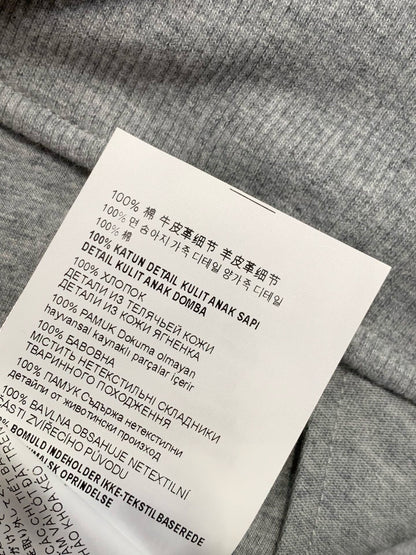 100% 棉 牛皮革细节 羊皮革细节
100% 면 송아지 가죽 디테일 양가죽 디테일
100% 棉
100% KATUN DETAIL KULIT ANAK SAPI
DETAIL KULIT ANAK DOMBA
100% ХЛОПОК
ДЕТАЛИ ИЗ ТЕЛЯЧЬЕЙ КОЖИ
ДЕТАЛИ ИЗ КОЖИ ЯГНЕНКА
100% PAMUK Dokuma olmayan
hayvansal kaynaklı parçalar içerir
100% БАВОВНА
МІСТИТЬ НЕТЕКСТИЛЬНІ СКЛАДНИКИ
ТВАРИННОГО ПОХОДЖЕННЯ
100% ПАМУК Съдържа нетекстилни
детайли от животински произход
100% BAVLNA OBSAHUJE NETEXTILNÍ
ČÁSTI ZVÍŘECÍHO PŮVODU
% BOMULD INDEHOLDER IKKE-TEKSTILBASEREDE
IMALSK OPRINDELSE